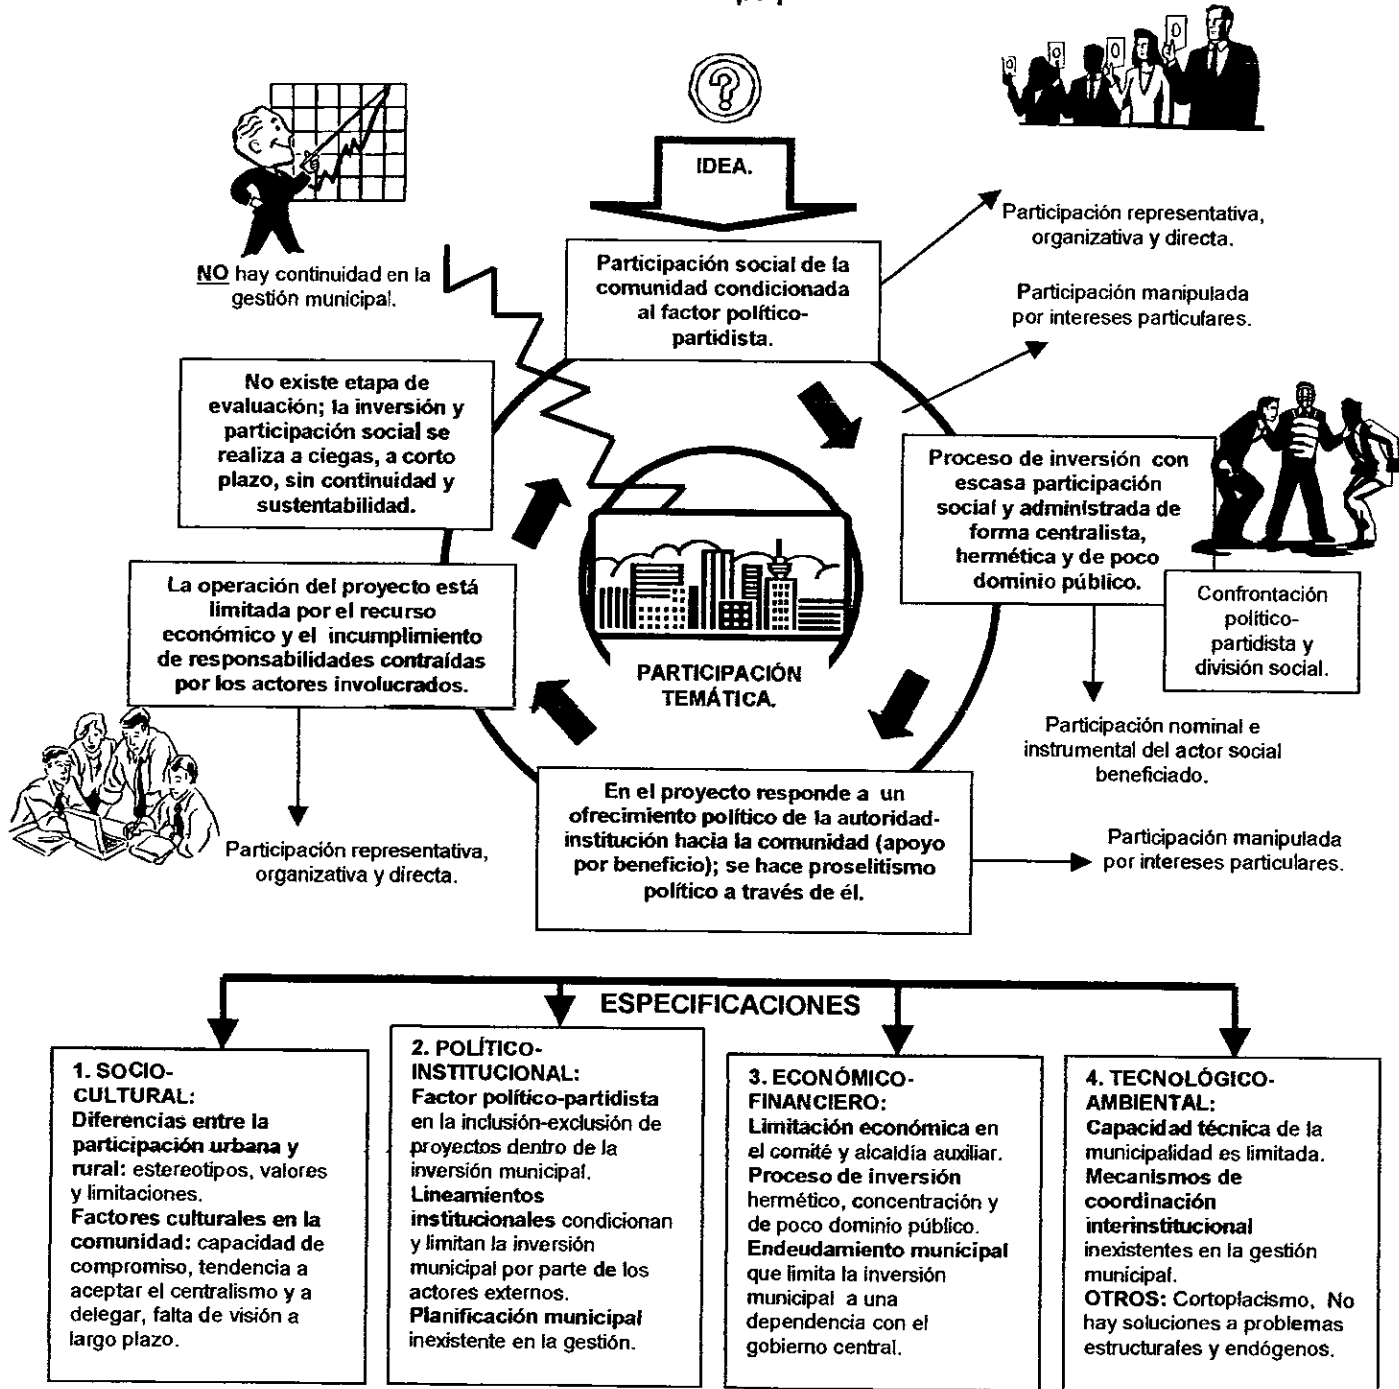 IDEA.
Participación representativa,
organizativa y directa.
NO hay continuidad en la
gestión municipal.
Participación social de la
comunidad condicionada
al factor político-
partidista.
Participación manipulada
por intereses particulares.
No existe etapa de
evaluación; la inversión y
participación social se
realiza a ciegas, a corto
plazo, sin continuidad y
sustentabilidad.
Proceso de inversión con
escasa participación
social y administrada de
forma centralista,
hermética y de poco
dominio público.
Confrontación
político-
partidista y
división social.
La operación del proyecto está
limitada por el recurso
económico y el incumplimiento
de responsabilidades contraídas
por los actores involucrados.
PARTICIPACIÓN
TEMÁTICA.
Participación nominal e
instrumental del actor social
beneficiado.
En el proyecto responde a un
ofrecimiento político de la autoridad-
institución hacia la comunidad (apoyo
por beneficio); se hace proselitismo
político a través de él.
Participación manipulada
por intereses particulares.
Participación representativa,
organizativa y directa.
ESPECIFICACIONES
1. SOCIO-
CULTURAL:
Diferencias entre la
participación urbana y
rural: estereotipos, valores
y limitaciones.
Factores culturales en la
comunidad: capacidad de
compromiso, tendencia a
aceptar el centralismo y a
delegar, falta de visión a
largo plazo.
2. POLÍTICO-
INSTITUCIONAL:
Factor político-partidista
en la inclusión-exclusión de
proyectos dentro de la
inversión municipal.
Lineamientos
institucionales condicionan
y limitan la inversión
municipal por parte de los
actores externos.
Planificación municipal
inexistente en la gestión.
3. ECONÓMICO-
FINANCIERO:
Limitación económica en
el comité y alcaldía auxiliar.
Proceso de inversión
hermético, concentración y
de poco dominio público.
Endeudamiento municipal
que limita la inversión
municipal a una
dependencia con el
gobierno central.
4. TECNOLÓGICO-
AMBIENTAL:
Capacidad técnica de la
municipalidad es limitada.
Mecanismos de
coordinación
interinstitucional
inexistentes en la gestión
municipal.
OTROS: Cortoplacismo, No
hay soluciones a problemas
estructurales y endógenos.